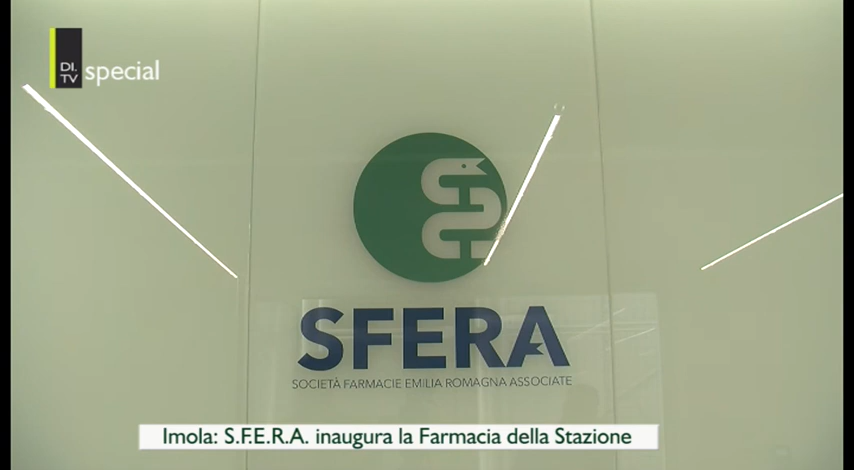 DI.
TV
special
SFERA
SOCIETÀ FARMACIE EMILIA ROMAGNA ASSOCIATE
Imola: S.F.E.R.A. inaugura la Farmacia della Stazione